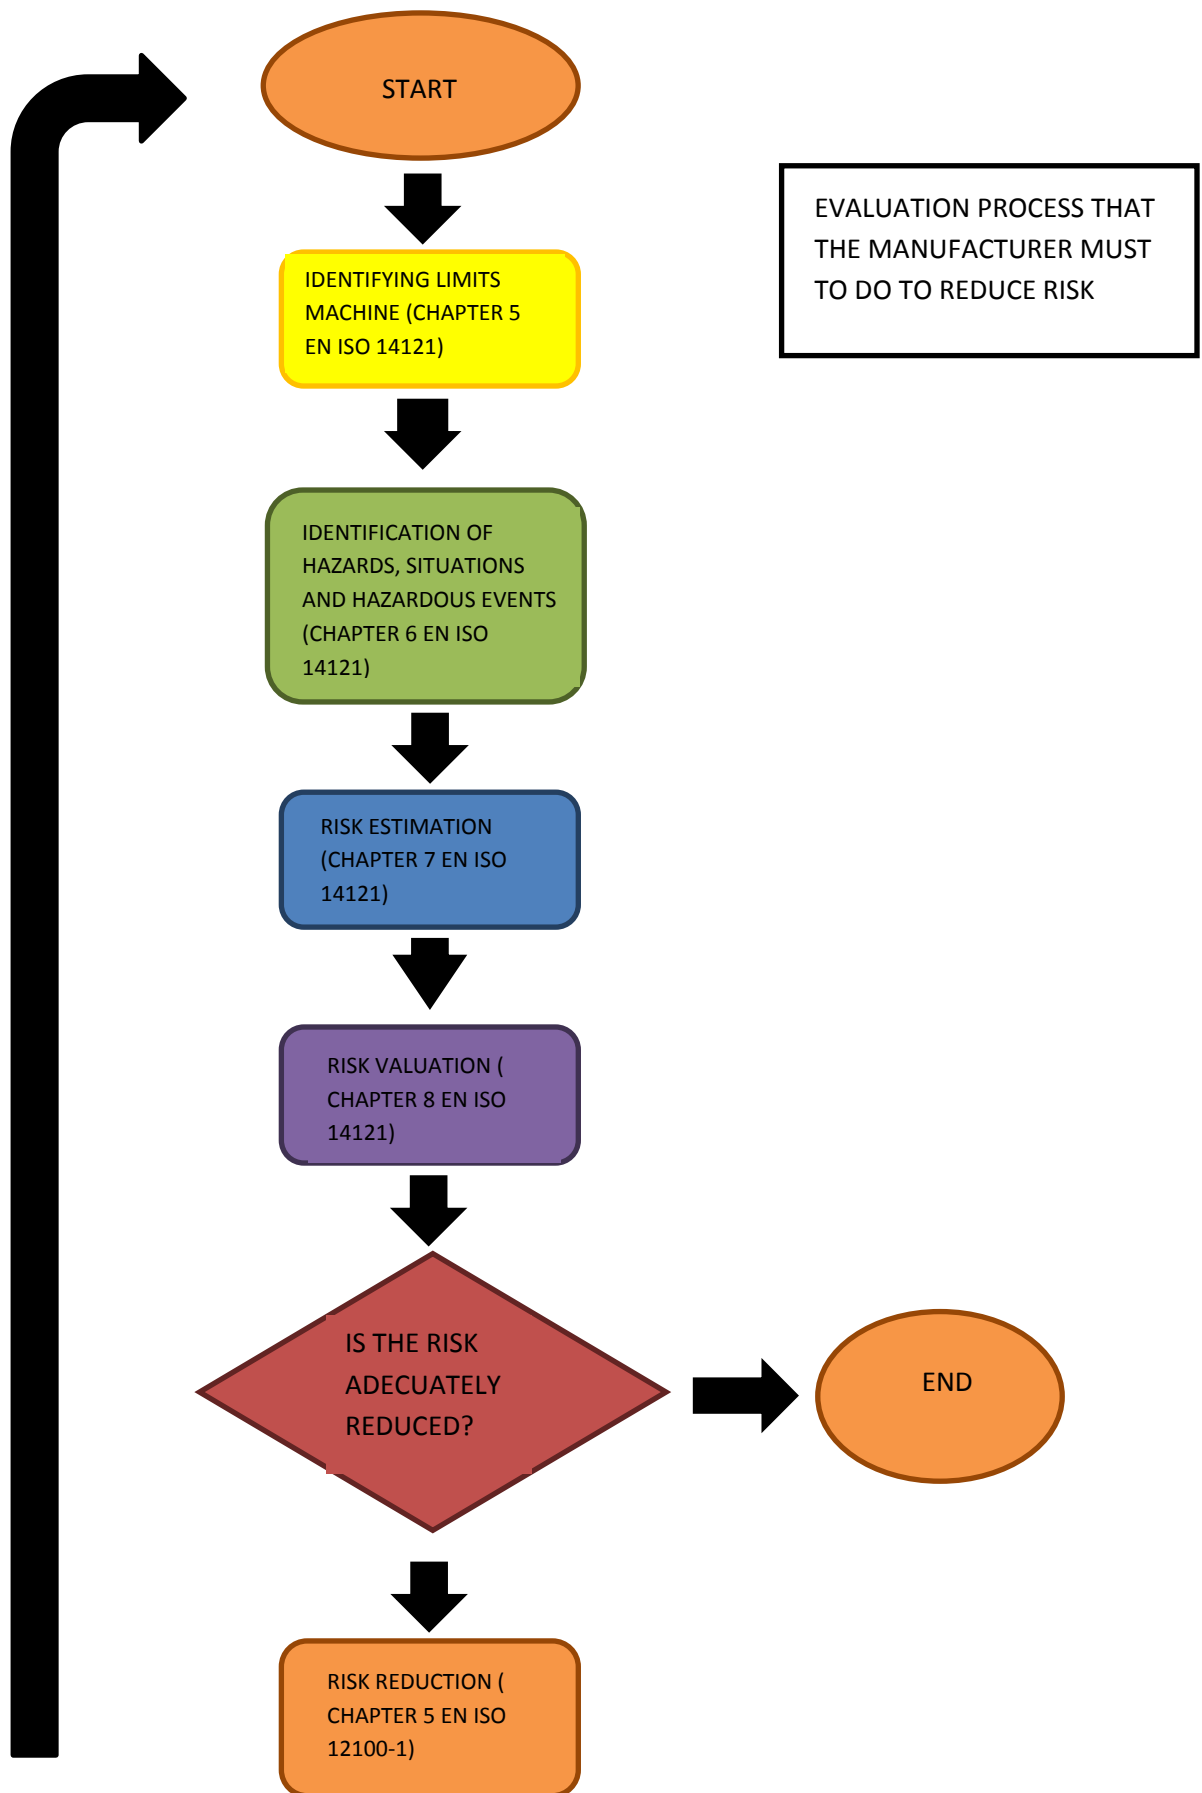 START
EVALUATION PROCESS THAT
THE MANUFACTURER MUST
TO DO TO REDUCE RISK
IDENTIFYING LIMITS
MACHINE (CHAPTER 5
EN ISO 14121)
IDENTIFICATION OF
HAZARDS, SITUATIONS
AND HAZARDOUS EVENTS
(CHAPTER 6 EN ISO
14121)
RISK ESTIMATION
(CHAPTER 7 EN ISO
14121)
RISK VALUATION (
CHAPTER 8 EN ISO
14121)
IS THE RISK
ADECUATELY
REDUCED?
END
RISK REDUCTION (
CHAPTER 5 EN ISO
12100-1)